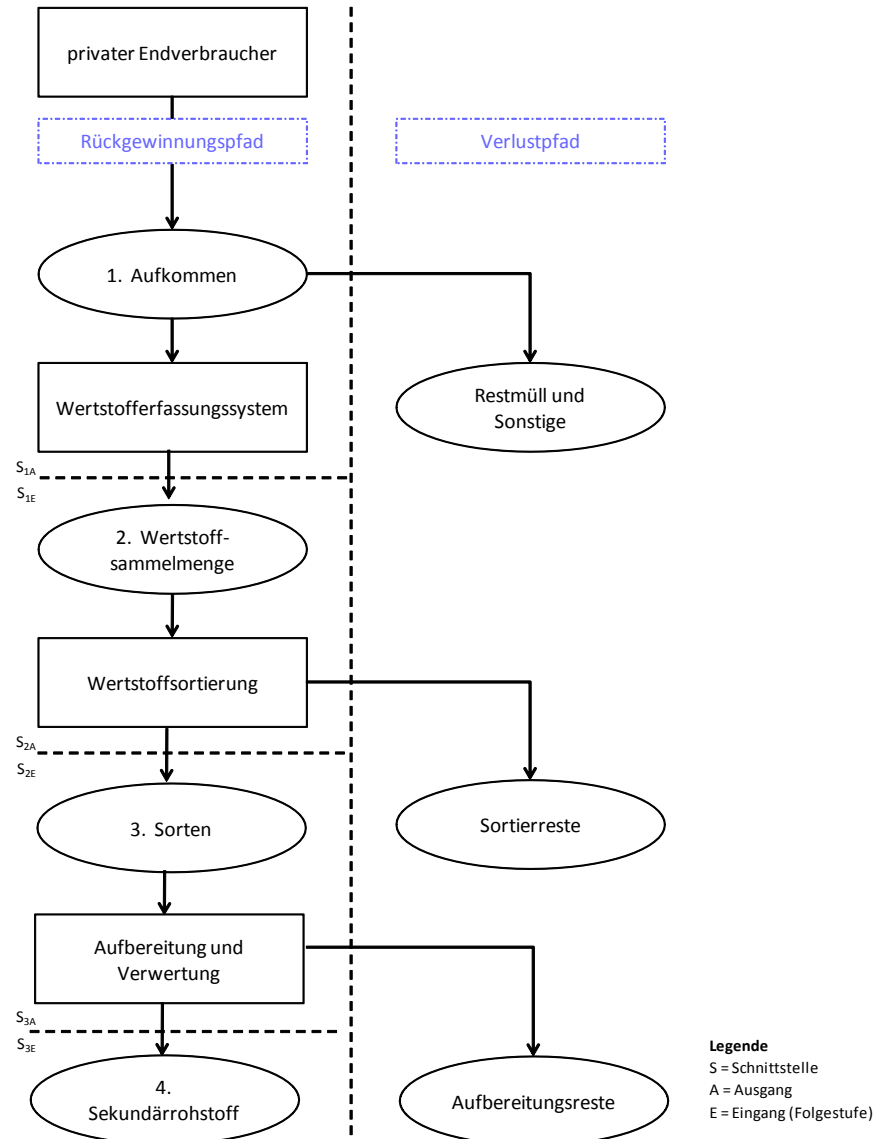 privater Endverbraucher
Rückgewinnungspfad
Verlustpfad
1. Aufkommen
Wertstofferfassungssystem
Restmüll und
Sonstige
S1A
S1E
2. Wertstoff-
sammelmenge
Wertstoffsortierung
S2A
S2E
3. Sorten
Sortierreste
Aufbereitung und
Verwertung
S3A
S3E
4.
Sekundärrohstoff
Aufbereitungsreste
Legende
S = Schnittstelle
A = Ausgang
E = Eingang (Folgestufe)